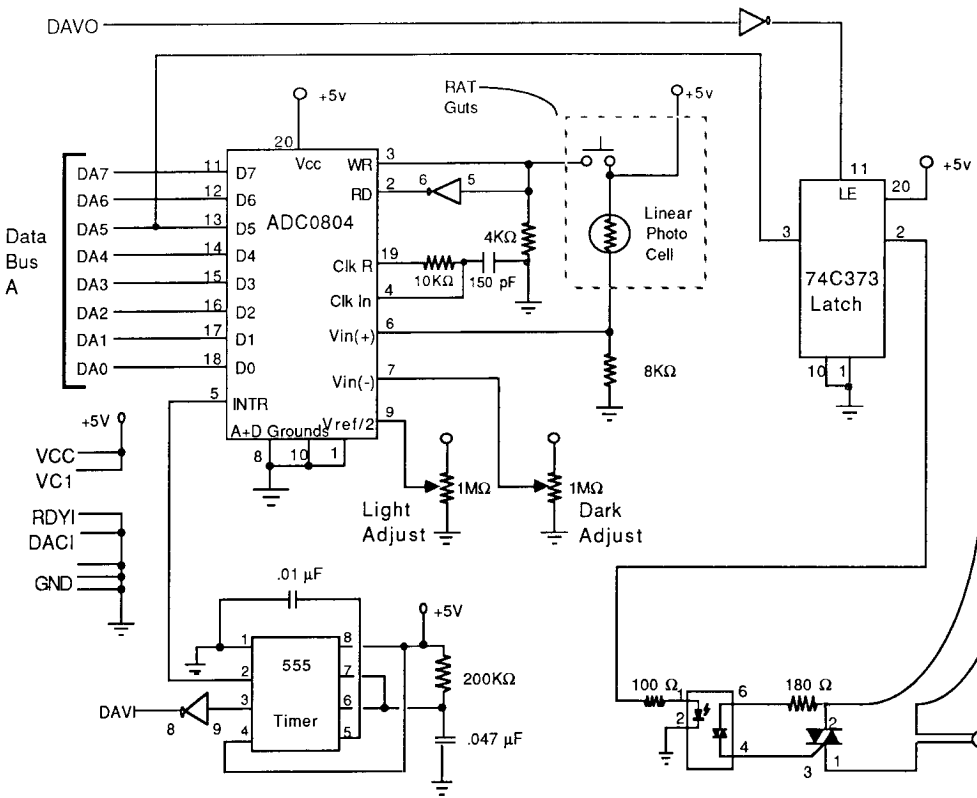 DAVO
RAT
Guts
+5v
+5v
+5v
20
Vcc
11
LE
20
DA7 11 D7
WR 3
DA6 12 D6
RD 2
6
5
DA5 13 D5
ADC0804
4KΩ
Linear
Photo
Cell
3
2
Data
Bus
A
DA4 14 D4
Clk R 19
10KΩ
150 pF
74C373
Latch
DA3 15 D3
Clk In 4
DA2 16 D2
DA1 17 D1
Vin(+) 6
DA0 18 D0
8KΩ
10
1
Vin(-) 7
5 INTR
Vref/2 9
A+D Grounds
8
10
1
+5V
VCC
VC1
1MΩ
1MΩ
Light
Adjust
Dark
Adjust
RDYI
DACI
GND
.01 µF
+5V
1
8
555
2
7
200KΩ
3
6
DAVI
8
9
Timer
4
5
.047 µF
100 Ω
1
2
6
180 Ω
2
4
3
1